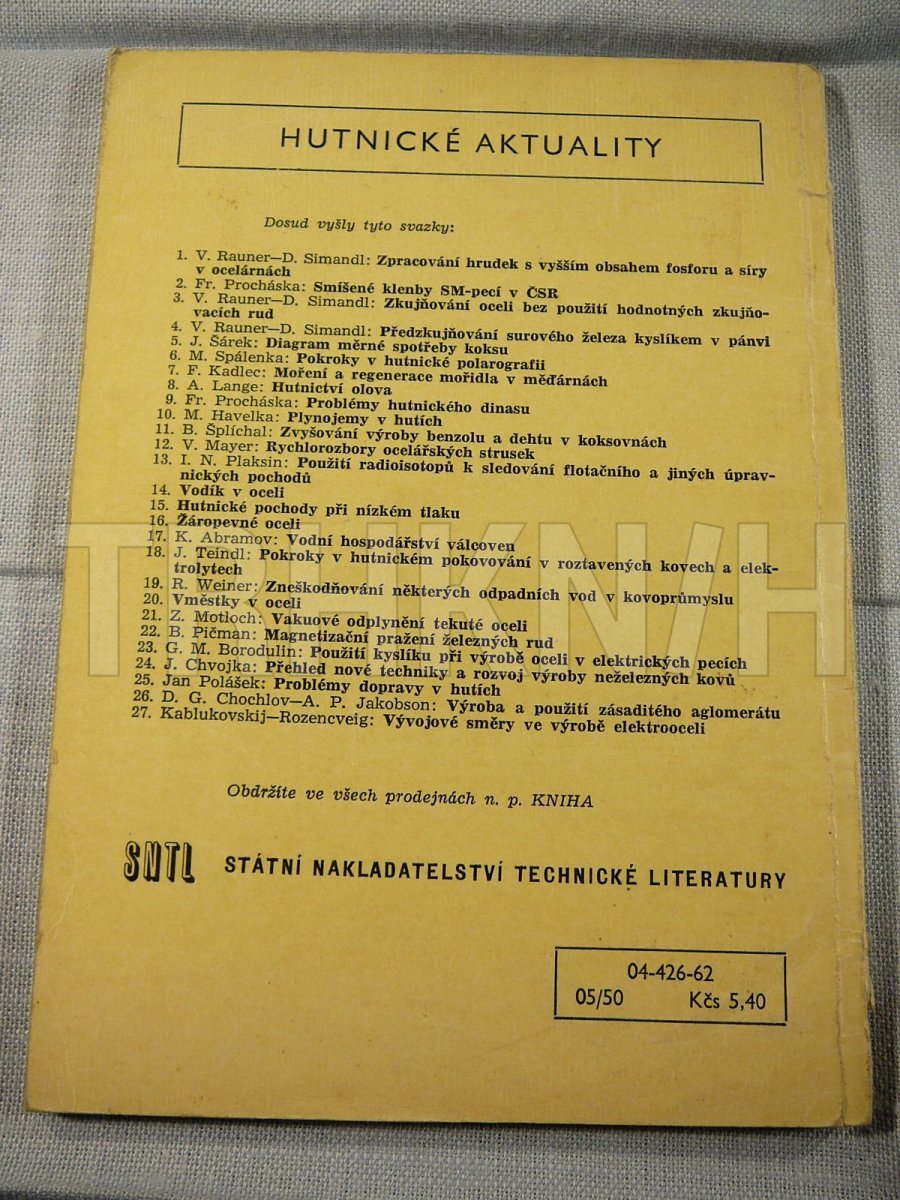 HUTNICKÉ AKTUALITY
Dosud vyšly tyto svazky:
1. V. Rauner—D. Simandl: Zpracování hrudek s vyšším obsahem fosforu a síry
v ocelárnách
2. Fr. Procháska: Smíšené klenby SM-pecí v ČSR
3. V. Rauner—D. Simandl: Zkujňování oceli bez použití hodnotných zkujňo-
vacích rud
4. V. Rauner—D. Simandl: Předzkujňování surového železa kyslíkem v pánvi
5. J. Šárek: Diagram měrné spotřeby koksu
6. M. Spálenka: Pokroky v hutnické polarografii
7. F. Kadlec: Moření a regenerace mořidla v měďárnách
8. A. Lange: Hutnictví olova
9. Fr. Procháska: Problémy hutnického dinasu
10. M. Havelka: Plynojemy v hutích
11. B. Šplíchal: Zvyšování výroby benzolu a dehtu v koksovnách
12. V. Mayer: Rychlorozbory ocelářských strusek
13. I. N. Plaksin: Použití radioisotopů k sledování flotačního a jiných úprav-
nických pochodů
14. Vodík v oceli
15. Hutnické pochody při nízkém tlaku
16. Žáropevné oceli
17. K. Abramov: Vodní hospodářství válcoven
18. J. Teindl: Pokroky v hutnickém pokovování v roztavených kovech a elek-
trolytech
19. R. Weiner: Zneškodňování některých odpadních vod v kovoprůmyslu
20. Vměstky v oceli
21. Z. Motloch: Vakuové odplynění tekuté oceli
22. B. Pičman: Magnetizační pražení železných rud
23. G. M. Borodulin: Použití kyslíku při výrobě oceli v elektrických pecích
24. J. Chvojka: Přehled nové techniky a rozvoj výroby neželezných kovů
25. Jan Polášek: Problémy dopravy v hutích
26. D. G. Chochlov—A. P. Jakobson: Výroba a použití zásaditého aglomerátu
27. Kablukovskij—Rozencveig: Vývojové směry ve výrobě elektrooceli
Obdržíte ve všech prodejnách n. p. KNIHA
SNTL STÁTNÍ NAKLADATELSTVÍ TECHNICKÉ LITERATURY
04-426-62
05/50 Kčs 5,40